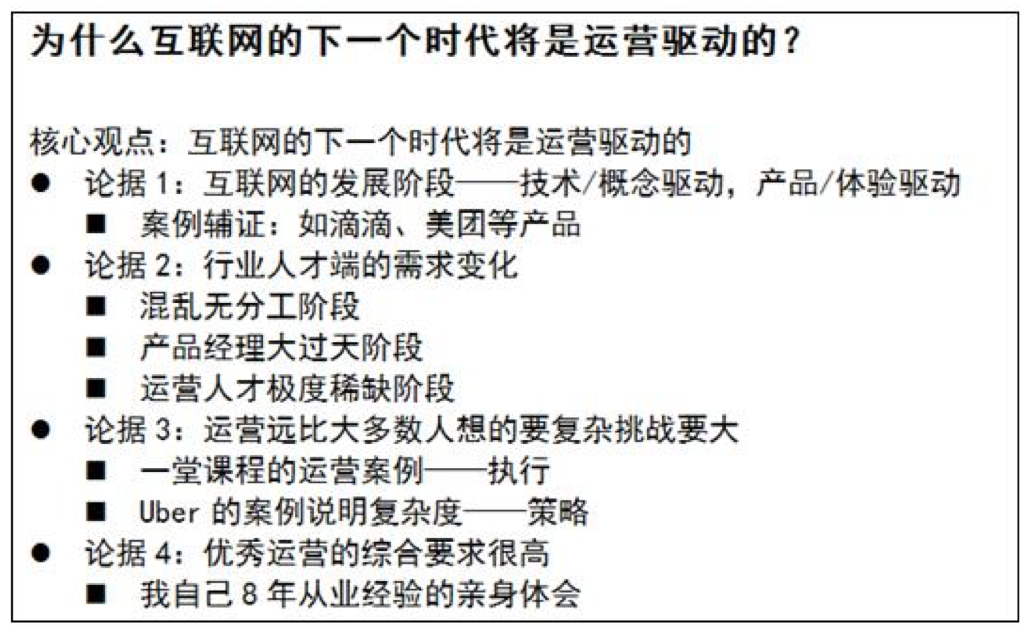 为什么互联网的下一个时代将是运营驱动的？
核心观点：互联网的下一个时代将是运营驱动的
● 论据 1：互联网的发展阶段——技术/概念驱动，产品/体验驱动
■ 案例辅证：如滴滴、美团等产品
● 论据 2：行业人才端的需求变化
■ 混乱无分工阶段
■ 产品经理大过天阶段
■ 运营人才极度稀缺阶段
● 论据 3：运营远比大多数人想的要复杂挑战要大
■ 一堂课程的运营案例——执行
■ Uber 的案例说明复杂度——策略
● 论据 4：优秀运营的综合要求很高
■ 我自己 8 年从业经验的亲身体会